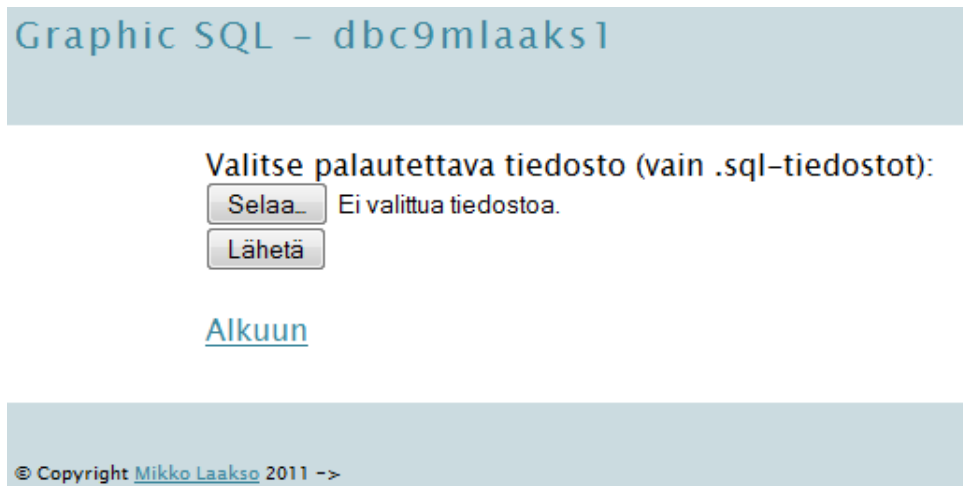 Graphic SQL – dbc9mlaaks1
Valitse palautettava tiedosto (vain .sql–tiedostot):
Selaa… Ei valittua tiedostoa.
Lähetä
Alkuun
© Copyright Mikko Laakso 2011 ->